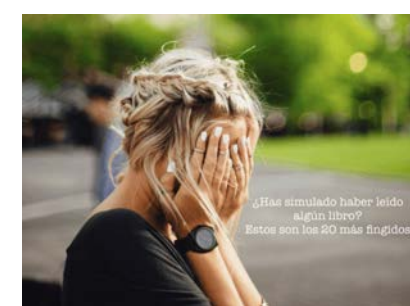 ¿Has simulado haber leído
algún libro?
Estos son los 20 más fingidos